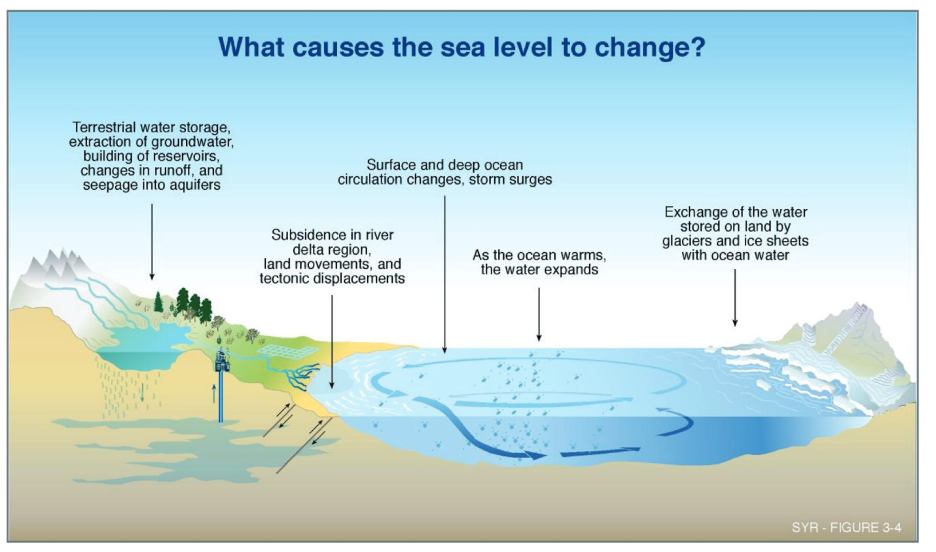 What causes the sea level to change?
Terrestrial water storage,
extraction of groundwater,
building of reservoirs,
changes in runoff, and
seepage into aquifers
Surface and deep ocean
circulation changes, storm surges
Subsidence in river
delta region,
land movements, and
tectonic displacements
As the ocean warms,
the water expands
Exchange of the water
stored on land by
glaciers and ice sheets
with ocean water
SYR - FIGURE 3-4